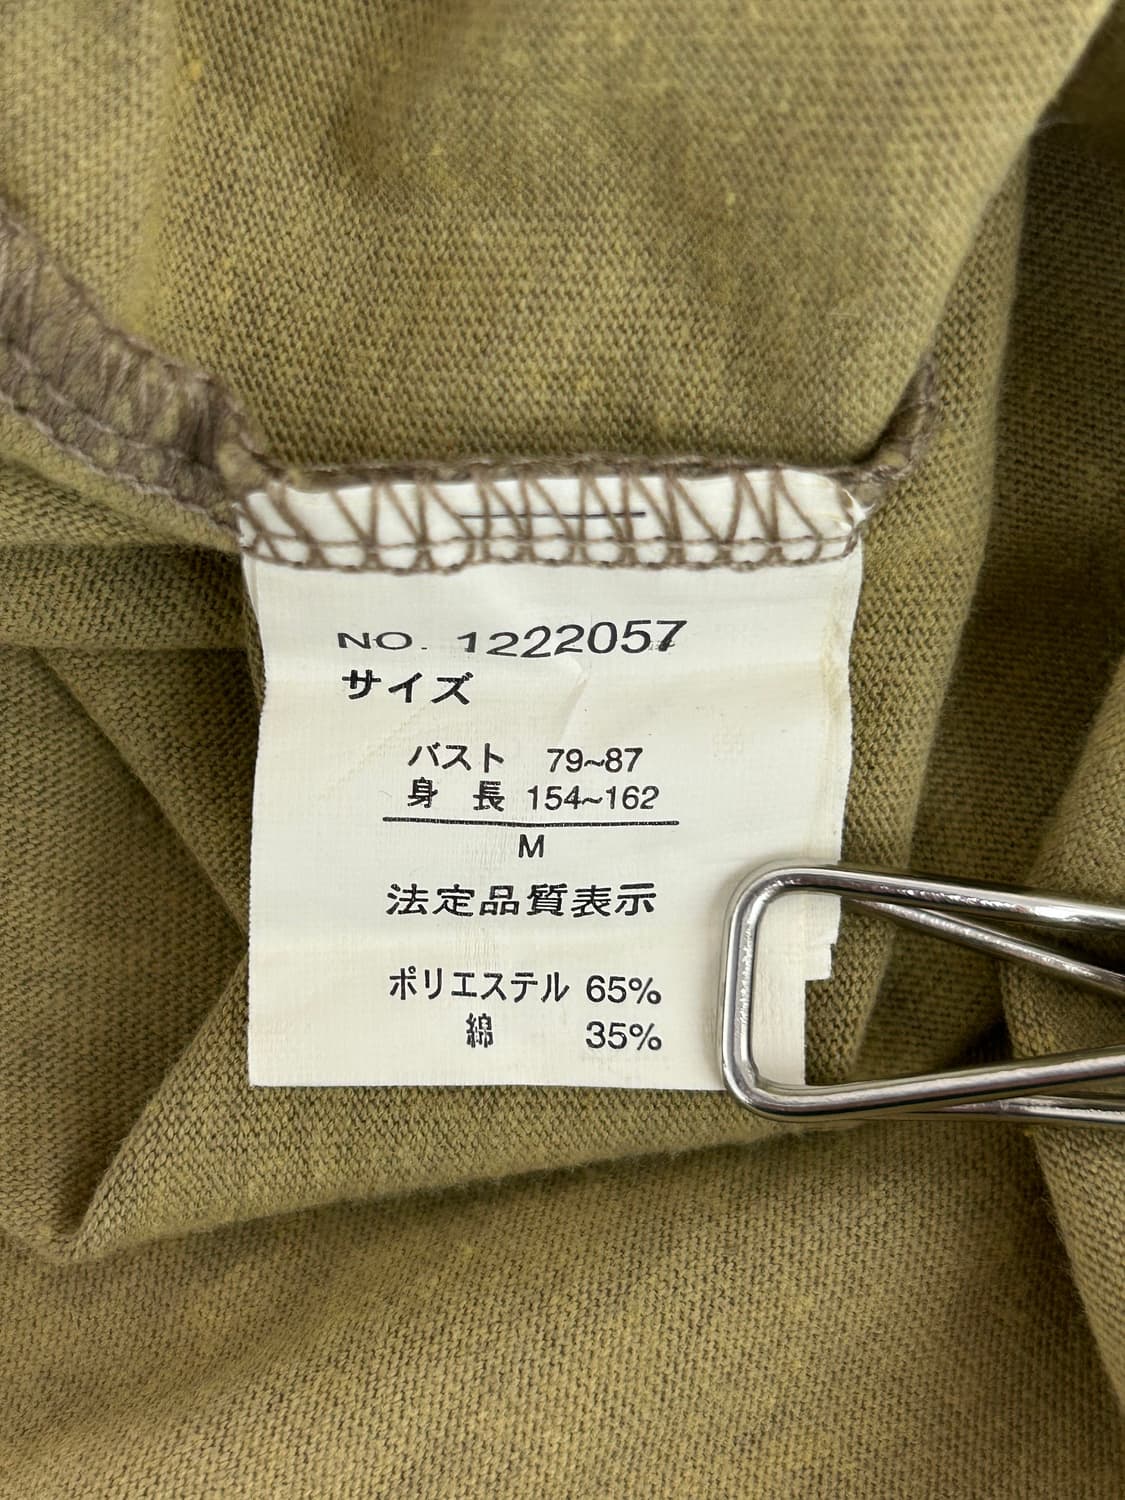 NO. 1222057
サイズ
バスト 79~87
身 長 154~162
M
法定品質表示
ポリエステル 65%
綿 35%